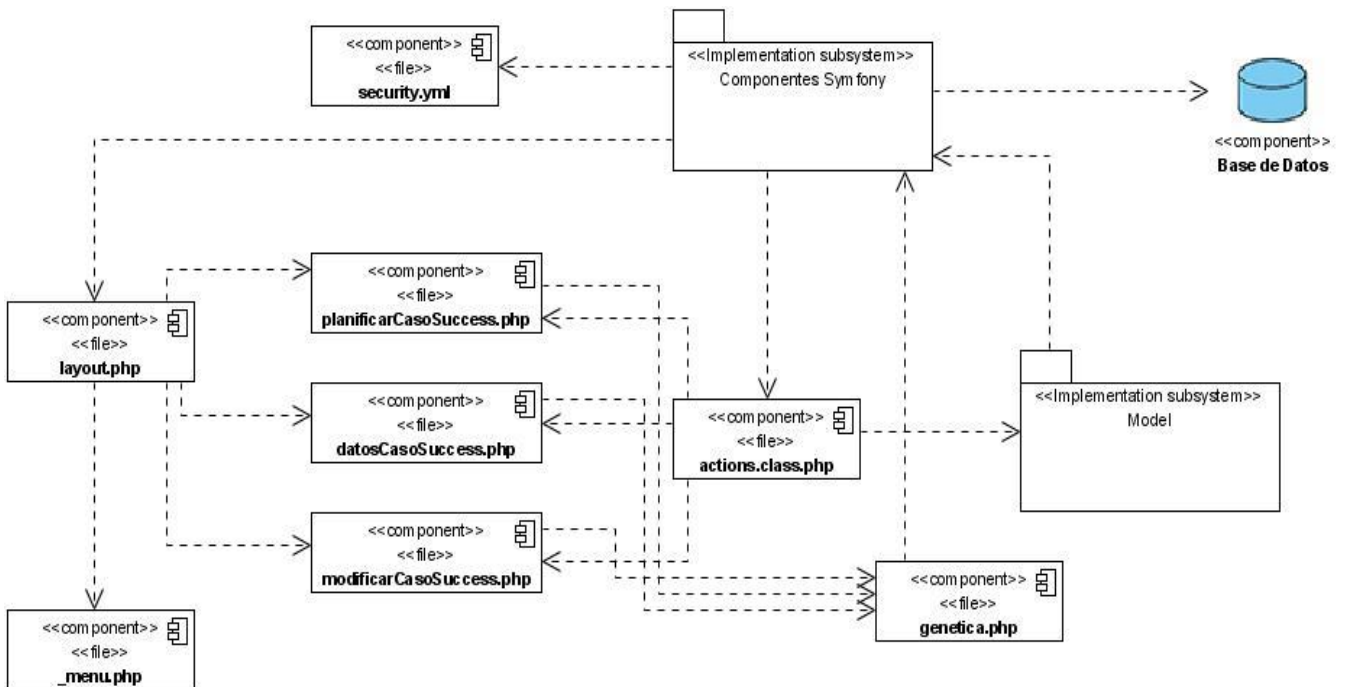 <<component>>
<<file>>
security.yml
<<Implementation subsystem>>
Componentes Symfony
<<component>>
Base de Datos
<<component>>
<<file>>
planificarCasoSuccess.php
<<component>>
<<file>>
layout.php
<<component>>
<<file>>
datosCasoSuccess.php
<<component>>
<<file>>
actions.class.php
<<Implementation subsystem>>
Model
<<component>>
<<file>>
modificarCasoSuccess.php
<<component>>
<<file>>
genetica.php
<<component>>
<<file>>
_menu.php